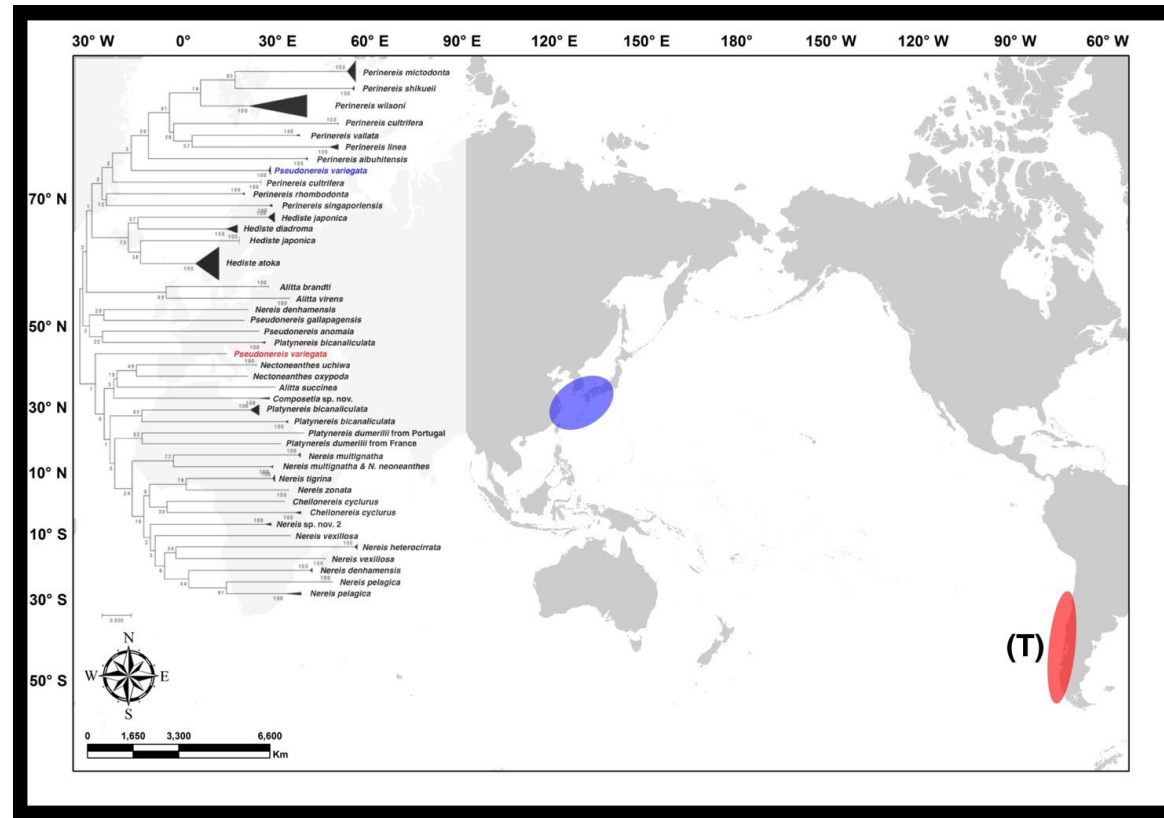 30° W 0° 30° E 60° E 90° E 120° E 150° E 180° 150° W 120° W 90° W 60° W
Perinereis mictodonta
Perinereis shikueii
Perinereis wilsoni
Perinereis cultrifera
Perinereis vallata
Perinereis linea
Perinereis aibuhitensis
Pseudonereis variegata
Perinereis cultrifera
Perinereis rhombodonta
Perinereis singaporiensis
Hediste japonica
Hediste diadroma
Hediste japonica
Hediste atoka
Alitta brandti
Alitta virens
Nereis denhamensis
Pseudonereis gallapagensis
Pseudonereis anomala
Platynereis bicanaliculata
Pseudonereis variegata
Nectoneanthes uchiwa
Nectoneanthes oxypoda
Alitta succinea
Composetia sp. nov.
Platynereis bicanaliculata
Platynereis bicanaliculata
Platynereis dumerilii from Portugal
Platynereis dumerilii from France
Nereis multignatha
Nereis multignatha & N. neoneanthes
Nereis tigrina
Nereis zonata
Cheilonereis cyclurus
Cheilonereis cyclurus
Nereis sp. nov. 2
Nereis vexillosa
Nereis heterocirrata
Nereis vexillosa
Nereis denhamensis
Nereis pelagica
Nereis pelagica
70° N
50° N
30° N
10° N
10° S
30° S
50° S
(T)
N
W E
S
0 1,650 3,300 6,600
Km